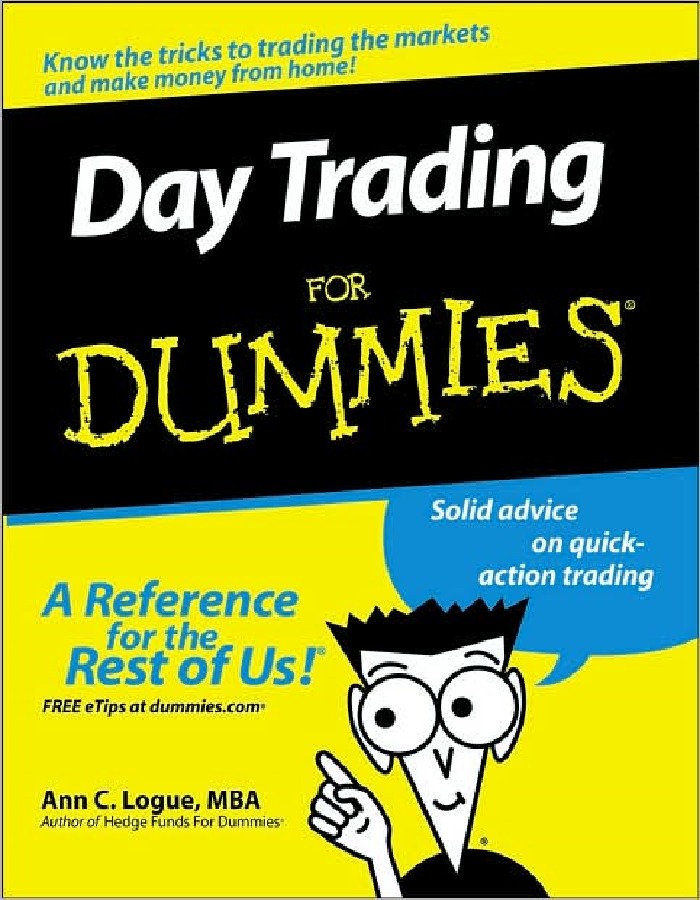 Know the tricks to trading the markets
and make money from home!
Day Trading
FOR
DUMMIES®
Solid advice
on quick-
action trading
A Reference
for the
Rest of Us!®
FREE eTips at dummies.com®
Ann C. Logue, MBA
Author of Hedge Funds For Dummies®
®